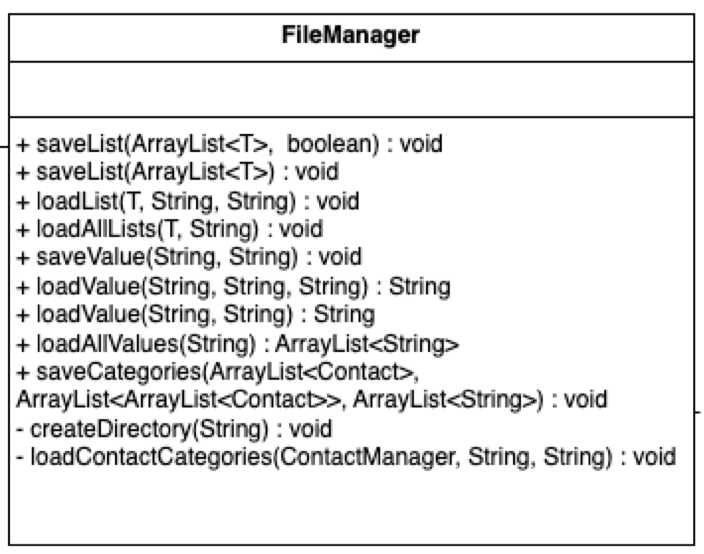 FileManager
+ saveList(ArrayList<T>, boolean) : void
+ saveList(ArrayList<T>) : void
+ loadList(T, String, String) : void
+ loadAllLists(T, String) : void
+ saveValue(String, String) : void
+ loadValue(String, String, String) : String
+ loadValue(String, String) : String
+ loadAllValues(String) : ArrayList<String>
+ saveCategories(ArrayList<Contact>,
ArrayList<ArrayList<Contact>>, ArrayList<String>) : void
- createDirectory(String) : void
- loadContactCategories(ContactManager, String, String) : void